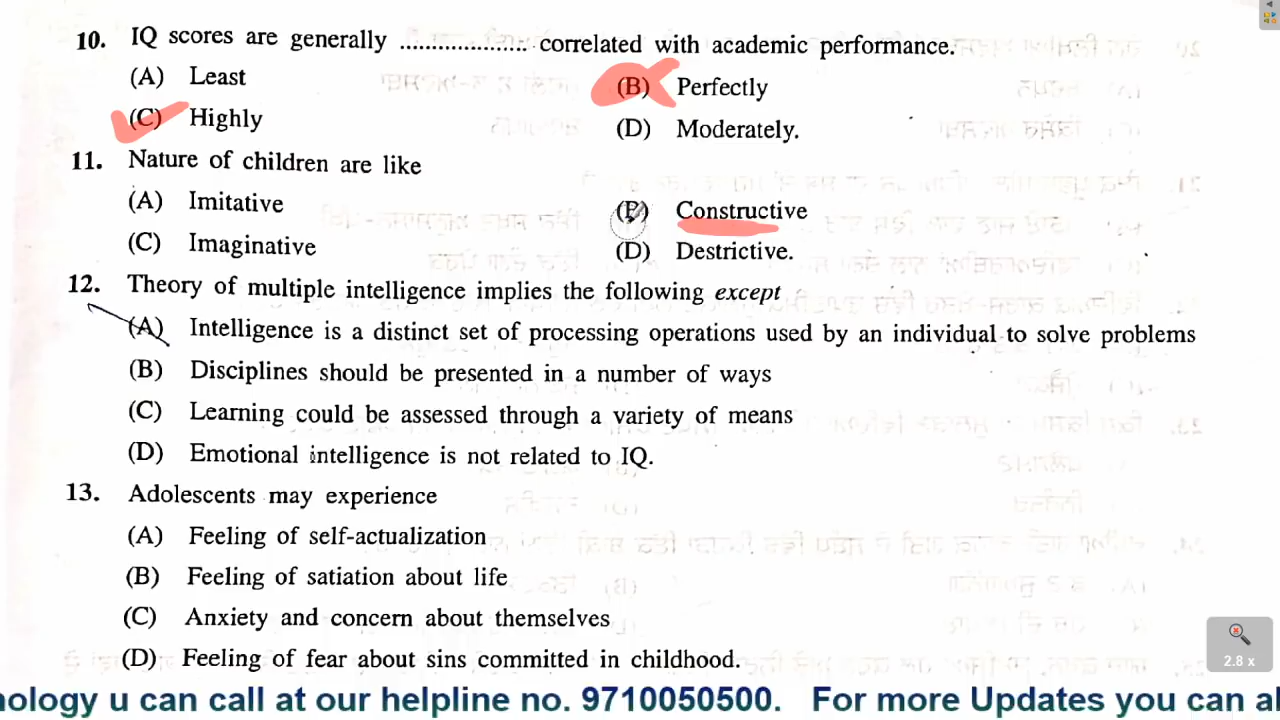 10. IQ scores are generally .................... correlated with academic performance.
(A) Least (B) Perfectly
(C) Highly (D) Moderately.
11. Nature of children are like
(A) Imitative (B) Constructive
(C) Imaginative (D) Destrictive.
12. Theory of multiple intelligence implies the following except
(A) Intelligence is a distinct set of processing operations used by an individual to solve problems
(B) Disciplines should be presented in a number of ways
(C) Learning could be assessed through a variety of means
(D) Emotional intelligence is not related to IQ.
13. Adolescents may experience
(A) Feeling of self-actualization
(B) Feeling of satiation about life
(C) Anxiety and concern about themselves
(D) Feeling of fear about sins committed in childhood.
2.8 x
nology u can call at our helpline no. 9710050500. For more Updates you can al